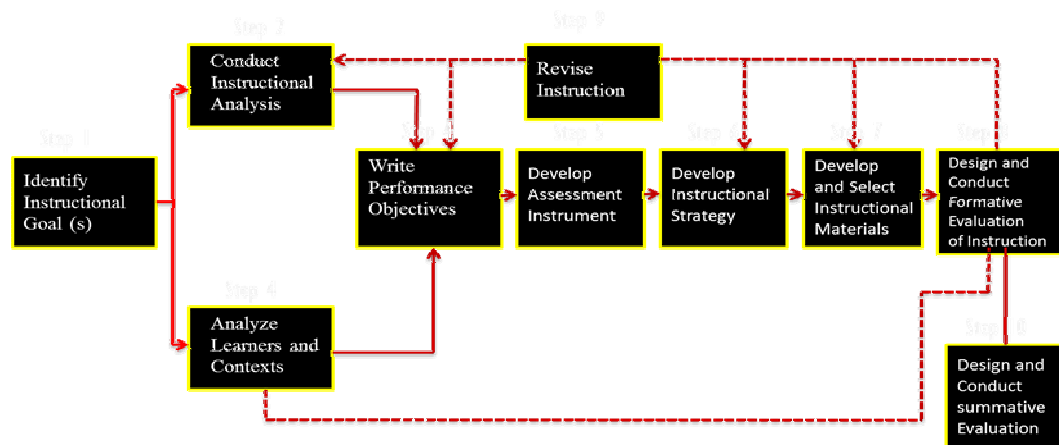 Step 2
Step 9
Conduct
Instructional
Analysis
Revise
Instruction
Step 1
Step 5
Identify
Instructional
Goal (s)
Write
Performance
Objectives
Develop
Assessment
Instrument
Develop
Instructional
Strategy
Develop
and Select
Instructional
Materials
Design and
Conduct
Formative
Evaluation
of Instruction
Step 4
Analyze
Learners and
Contexts
Design and
Conduct
summative
Evaluation